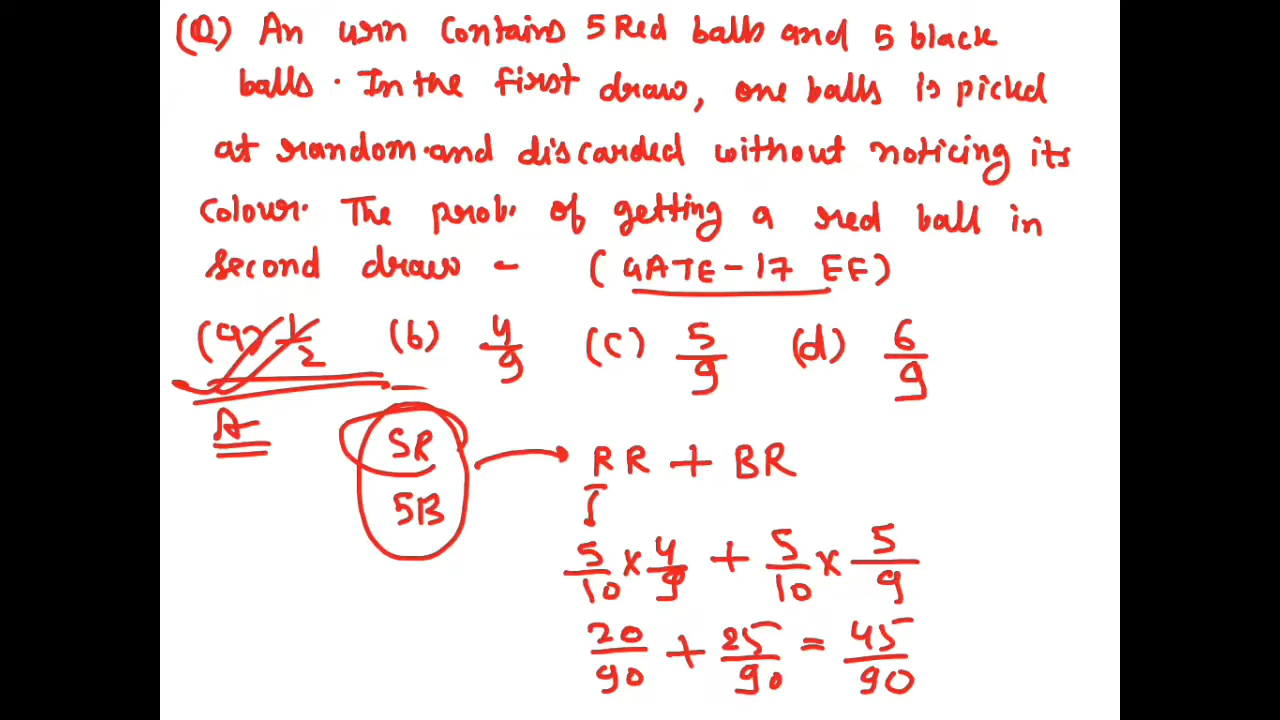 (Q) An urn Contains 5 Red balls and 5 black
balls. In the first draw, one balls is picked
at random and discarded without noticing its
Colour. The prob. of getting a red ball in
second draw - (GATE-17 EE)
(a) 1/2 (b) 4/9 (c) 5/9 (d) 6/9
A
5R
5B
RR + BR
5/10 x 4/9 + 5/10 x 5/9
20/90 + 25/90 = 45/90